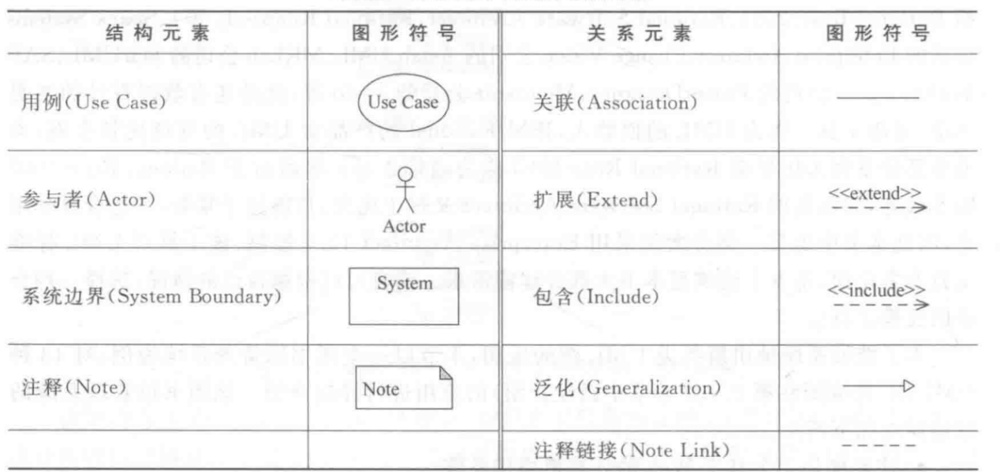 结构元素 图形符号 关系元素 图形符号
用例(Use Case) Use Case 关联(Association)
参与者(Actor) Actor 扩展(Extend) <<extend>>
系统边界(System Boundary) System 包含(Include) <<include>>
注释(Note) Note 泛化(Generalization)
注释链接(Note Link)